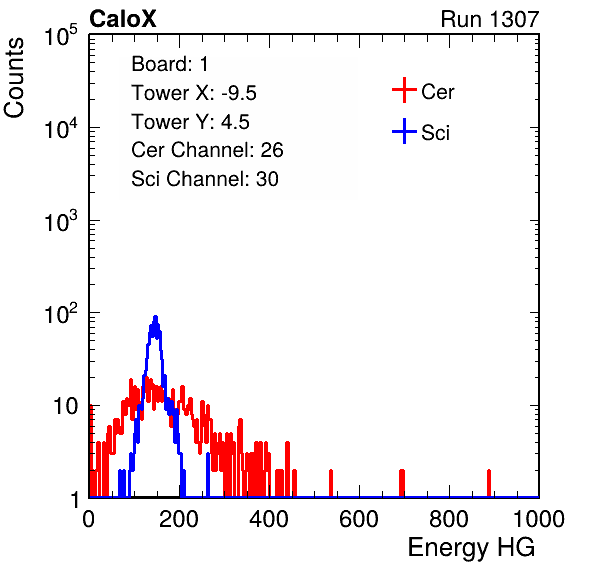 CaloX Run 1307
Counts
Board: 1
Tower X: -9.5
Tower Y: 4.5
Cer Channel: 26
Sci Channel: 30
Cer
Sci
10^5
10^4
10^3
10^2
10
1
0 200 400 600 800 1000
Energy HG